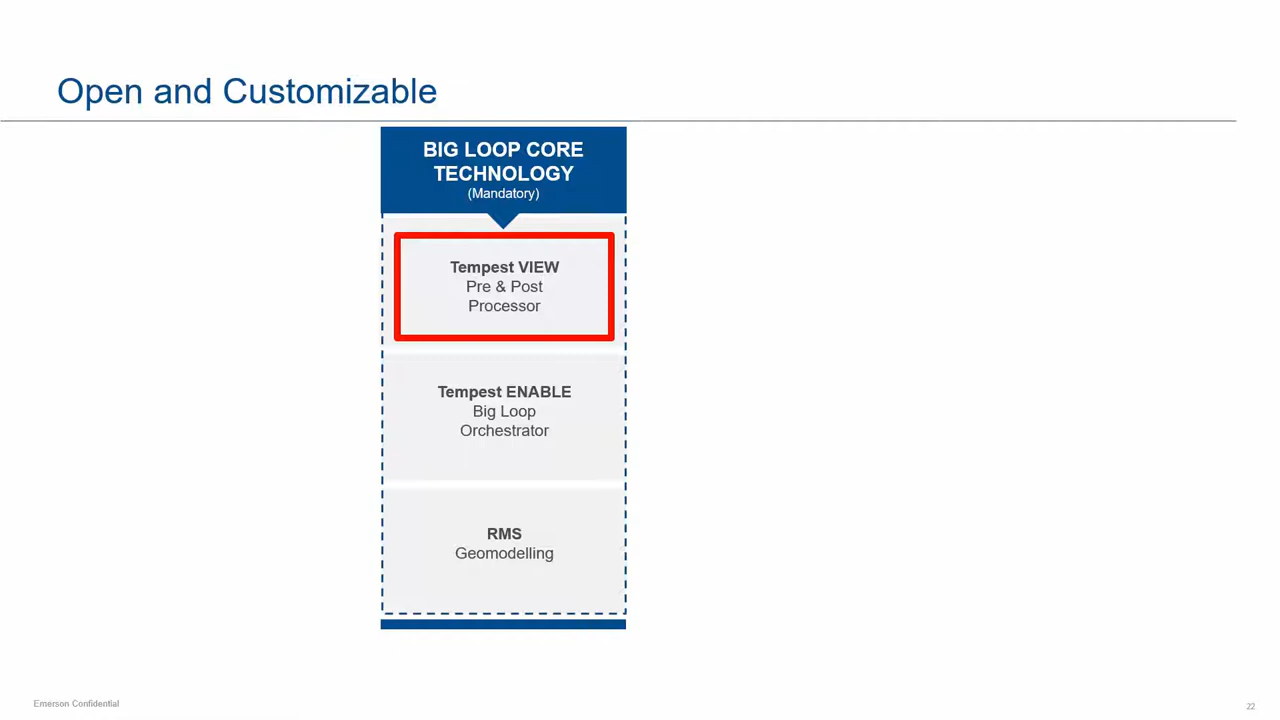 Open and Customizable
BIG LOOP CORE
TECHNOLOGY
(Mandatory)
Tempest VIEW
Pre & Post
Processor
Tempest ENABLE
Big Loop
Orchestrator
RMS
Geomodelling
Emerson Confidential
22